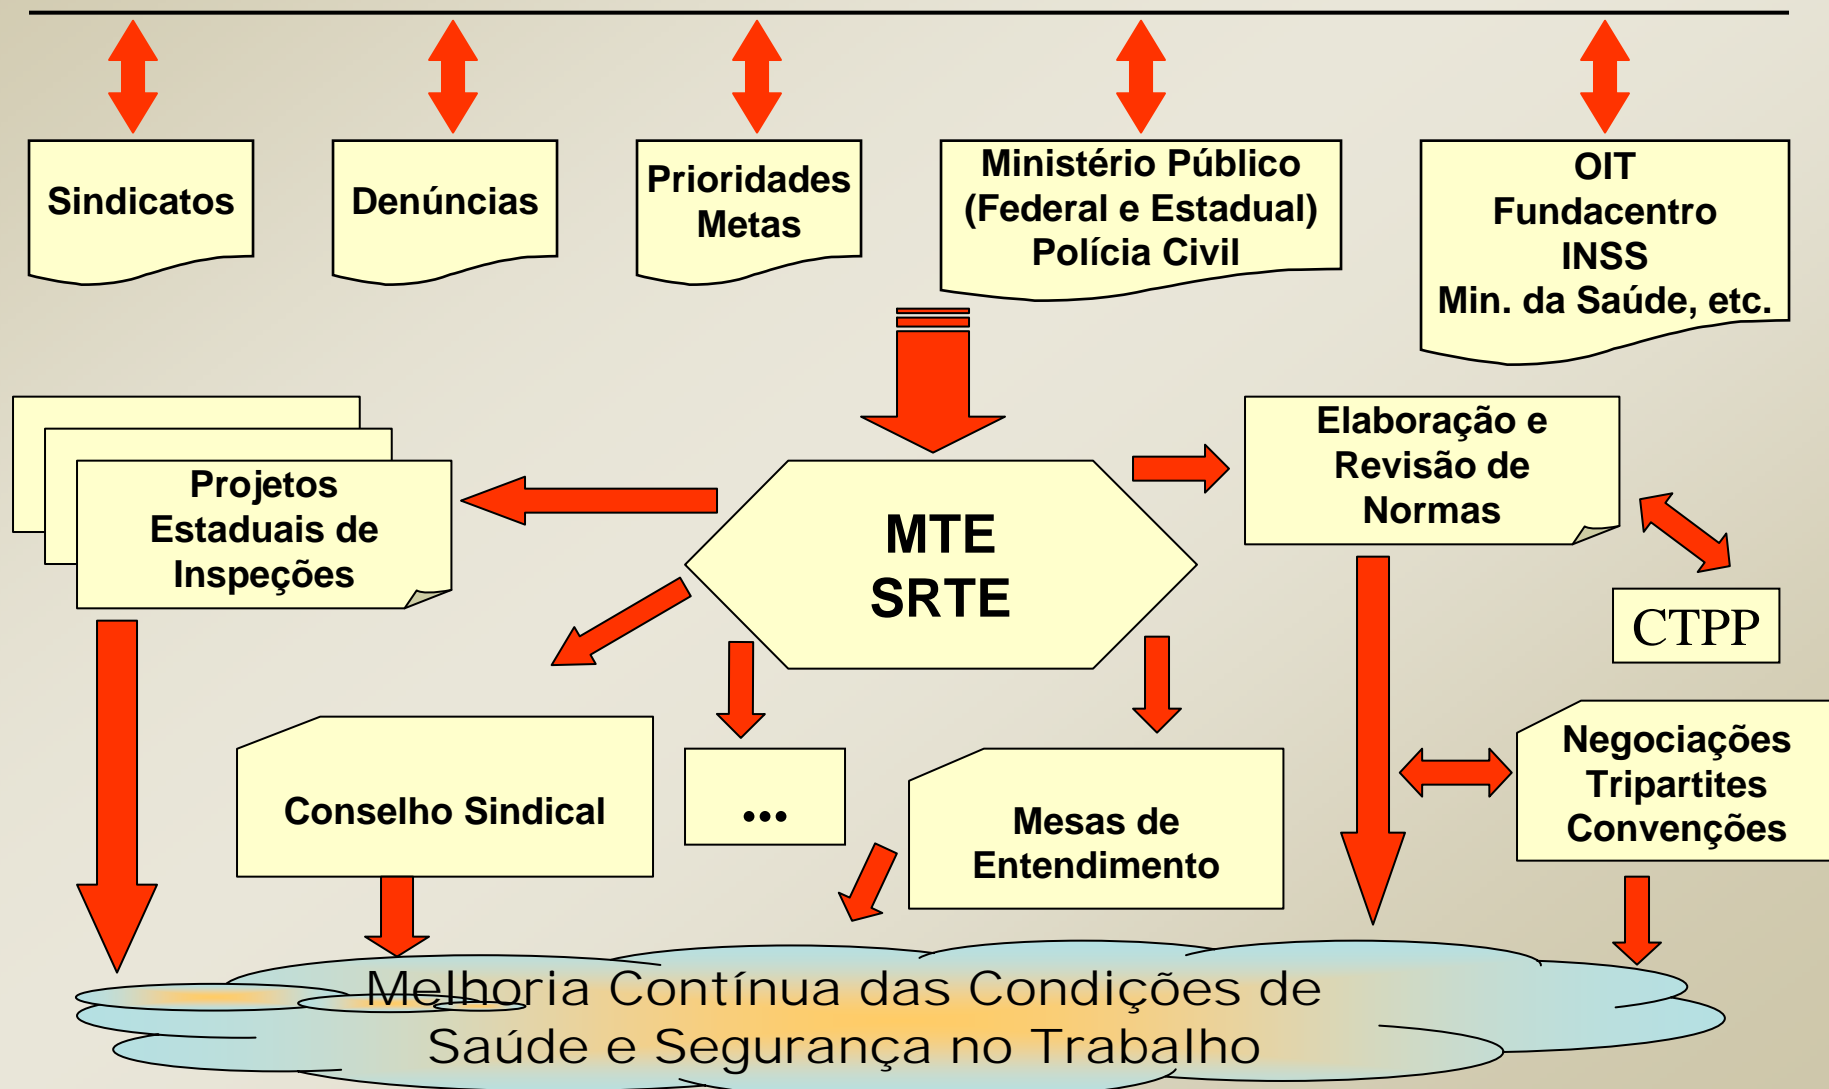 Sindicatos
Denúncias
Prioridades
Metas
Ministério Público
(Federal e Estadual)
Polícia Civil
OIT
Fundacentro
INSS
Min. da Saúde, etc.
Projetos
Estaduais de
Inspeções
MTE
SRTE
Elaboração e
Revisão de
Normas
CTPP
Conselho Sindical
...
Mesas de
Entendimento
Negociações
Tripartites
Convenções
Melhoria Contínua das Condições de
Saúde e Segurança no Trabalho